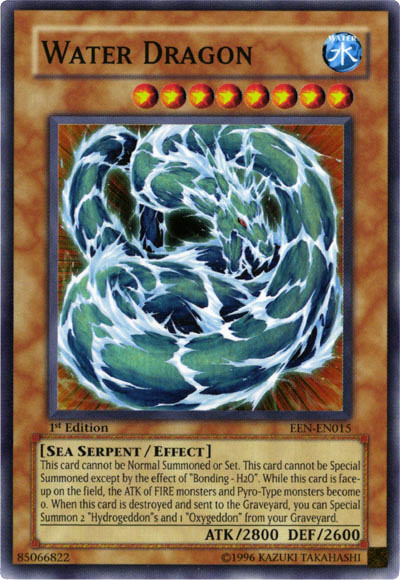 WATER DRAGON
WATER
水
1st Edition
EEN-EN015
[SEA SERPENT / EFFECT]
This card cannot be Normal Summoned or Set. This card cannot be Special
Summoned except by the effect of "Bonding - H2O". While this card is face-
up on the field, the ATK of FIRE monsters and Pyro-Type monsters become
0. When this card is destroyed and sent to the Graveyard, you can Special
Summon 2 "Hydrogeddon"s and 1 "Oxygeddon" from your Graveyard.
ATK/2800 DEF/2600
85066822
©1996 KAZUKI TAKAHASHI